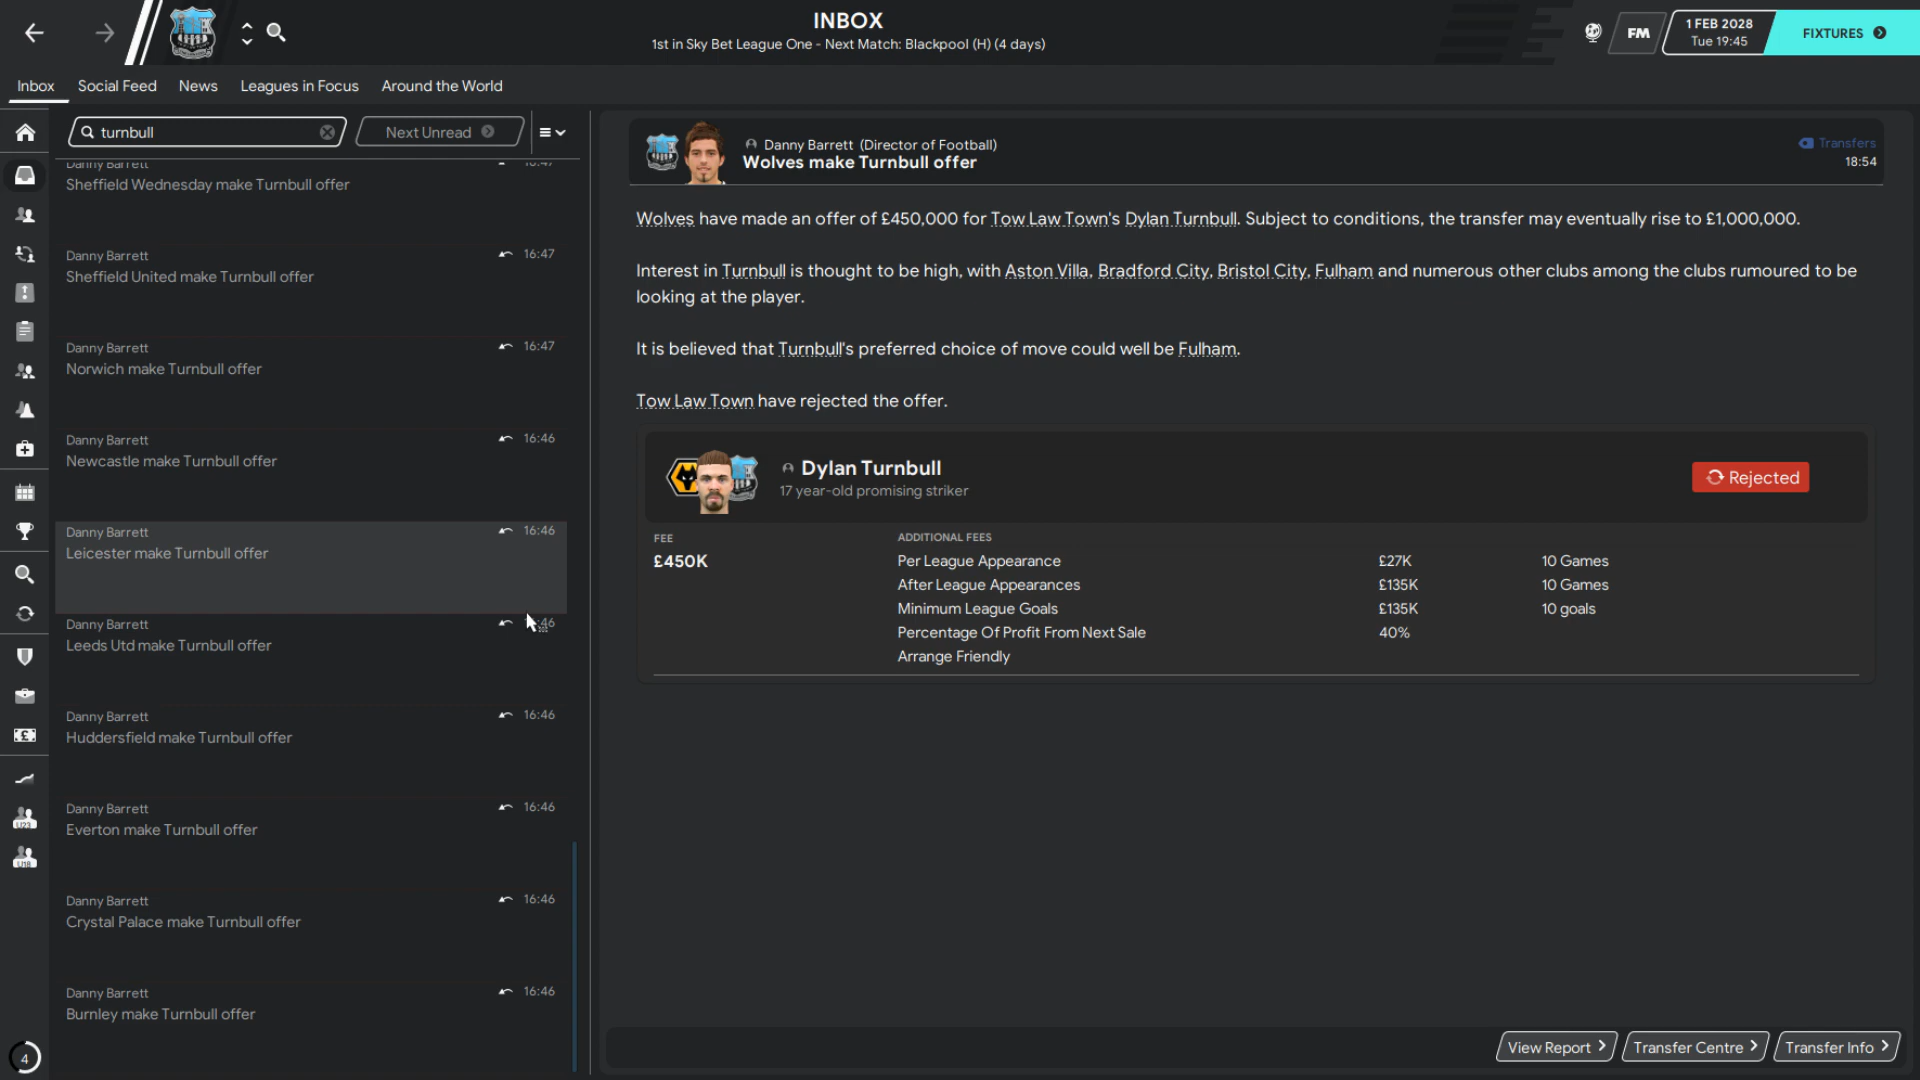 INBOX
1st in Sky Bet League One - Next Match: Blackpool (H) (4 days)
FM
1 FEB 2028
Tue 19:45
FIXTURES
Inbox
Social Feed
News
Leagues in Focus
Around the World
turnbull
Next Unread
Danny Barrett
16:47
Sheffield Wednesday make Turnbull offer
Danny Barrett
16:47
Sheffield United make Turnbull offer
Danny Barrett
16:47
Norwich make Turnbull offer
Danny Barrett
16:46
Newcastle make Turnbull offer
Danny Barrett
16:46
Leicester make Turnbull offer
Danny Barrett
Leeds Utd make Turnbull offer
Danny Barrett
16:46
Huddersfield make Turnbull offer
Danny Barrett
16:46
Everton make Turnbull offer
Danny Barrett
16:46
Crystal Palace make Turnbull offer
Danny Barrett
16:46
Burnley make Turnbull offer
U23
U18
4
Danny Barrett (Director of Football)
Wolves make Turnbull offer
Transfers
18:54
Wolves have made an offer of £450,000 for Tow Law Town's Dylan Turnbull. Subject to conditions, the transfer may eventually rise to £1,000,000.
Interest in Turnbull is thought to be high, with Aston Villa, Bradford City, Bristol City, Fulham and numerous other clubs among the clubs rumoured to be
looking at the player.
It is believed that Turnbull's preferred choice of move could well be Fulham.
Tow Law Town have rejected the offer.
Dylan Turnbull
17 year-old promising striker
Rejected
FEE
£450K
ADDITIONAL FEES
Per League Appearance £27K 10 Games
After League Appearances £135K 10 Games
Minimum League Goals £135K 10 goals
Percentage Of Profit From Next Sale 40%
Arrange Friendly
View Report
Transfer Centre
Transfer Info